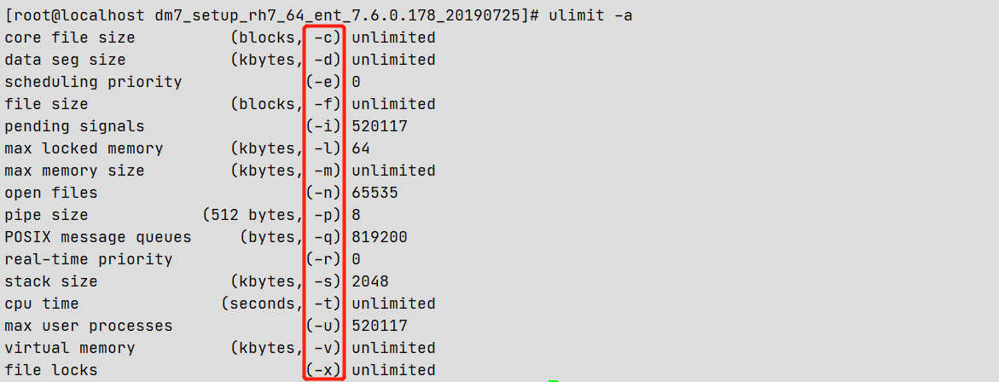 [root@localhost dm7_setup_rh7_64_ent_7.6.0.178_20190725]# ulimit -a
core file size          (blocks, -c) unlimited
data seg size           (kbytes, -d) unlimited
scheduling priority             (-e) 0
file size               (blocks, -f) unlimited
pending signals                 (-i) 520117
max locked memory       (kbytes, -l) 64
max memory size         (kbytes, -m) unlimited
open files                      (-n) 65535
pipe size            (512 bytes, -p) 8
POSIX message queues     (bytes, -q) 819200
real-time priority              (-r) 0
stack size              (kbytes, -s) 2048
cpu time               (seconds, -t) unlimited
max user processes              (-u) 520117
virtual memory          (kbytes, -v) unlimited
file locks                      (-x) unlimited